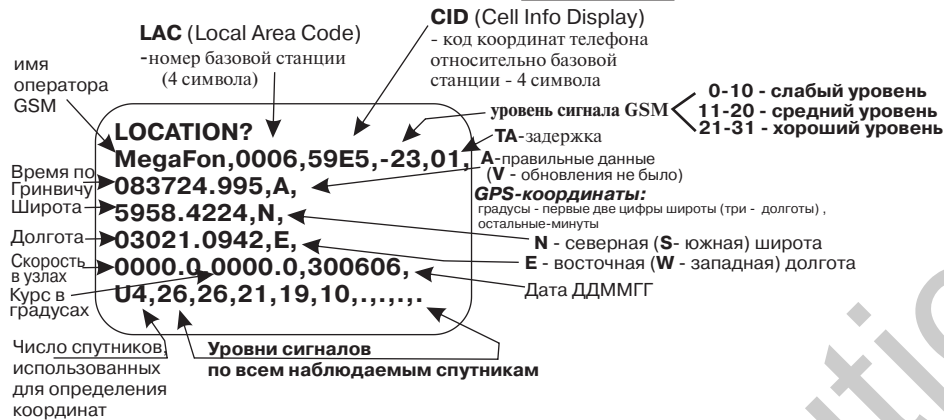 CID (Cell Info Display)
- код координат телефона
относительно базовой
станции - 4 символа
LAC (Local Area Code)
-номер базовой станции
(4 символа)
имя
оператора
GSM
уровень сигнала GSM
0-10 - слабый уровень
11-20 - средний уровень
21-31 - хороший уровень
LOCATION?
TA-задержка
MegaFon,0006,59E5,-23,01,
A-правильные данные
(V - обновления не было)
Время по
Гринвичу
083724.995,A,
GPS-координаты:
градусы - первые две цифры широты (три - долготы) ,
остальные-минуты
Широта
5958.4224,N,
N - северная (S- южная) широта
Долгота
03021.0942,E,
E - восточная (W - западная) долгота
Скорость
в узлах
0000.0,0000.0,300606,
Дата ДДММГГ
Курс в
градусах
U4,26,26,21,19,10,.,.,.,.
Число спутников,
использованных
для определения
координат
Уровни сигналов
по всем наблюдаемым спутникам